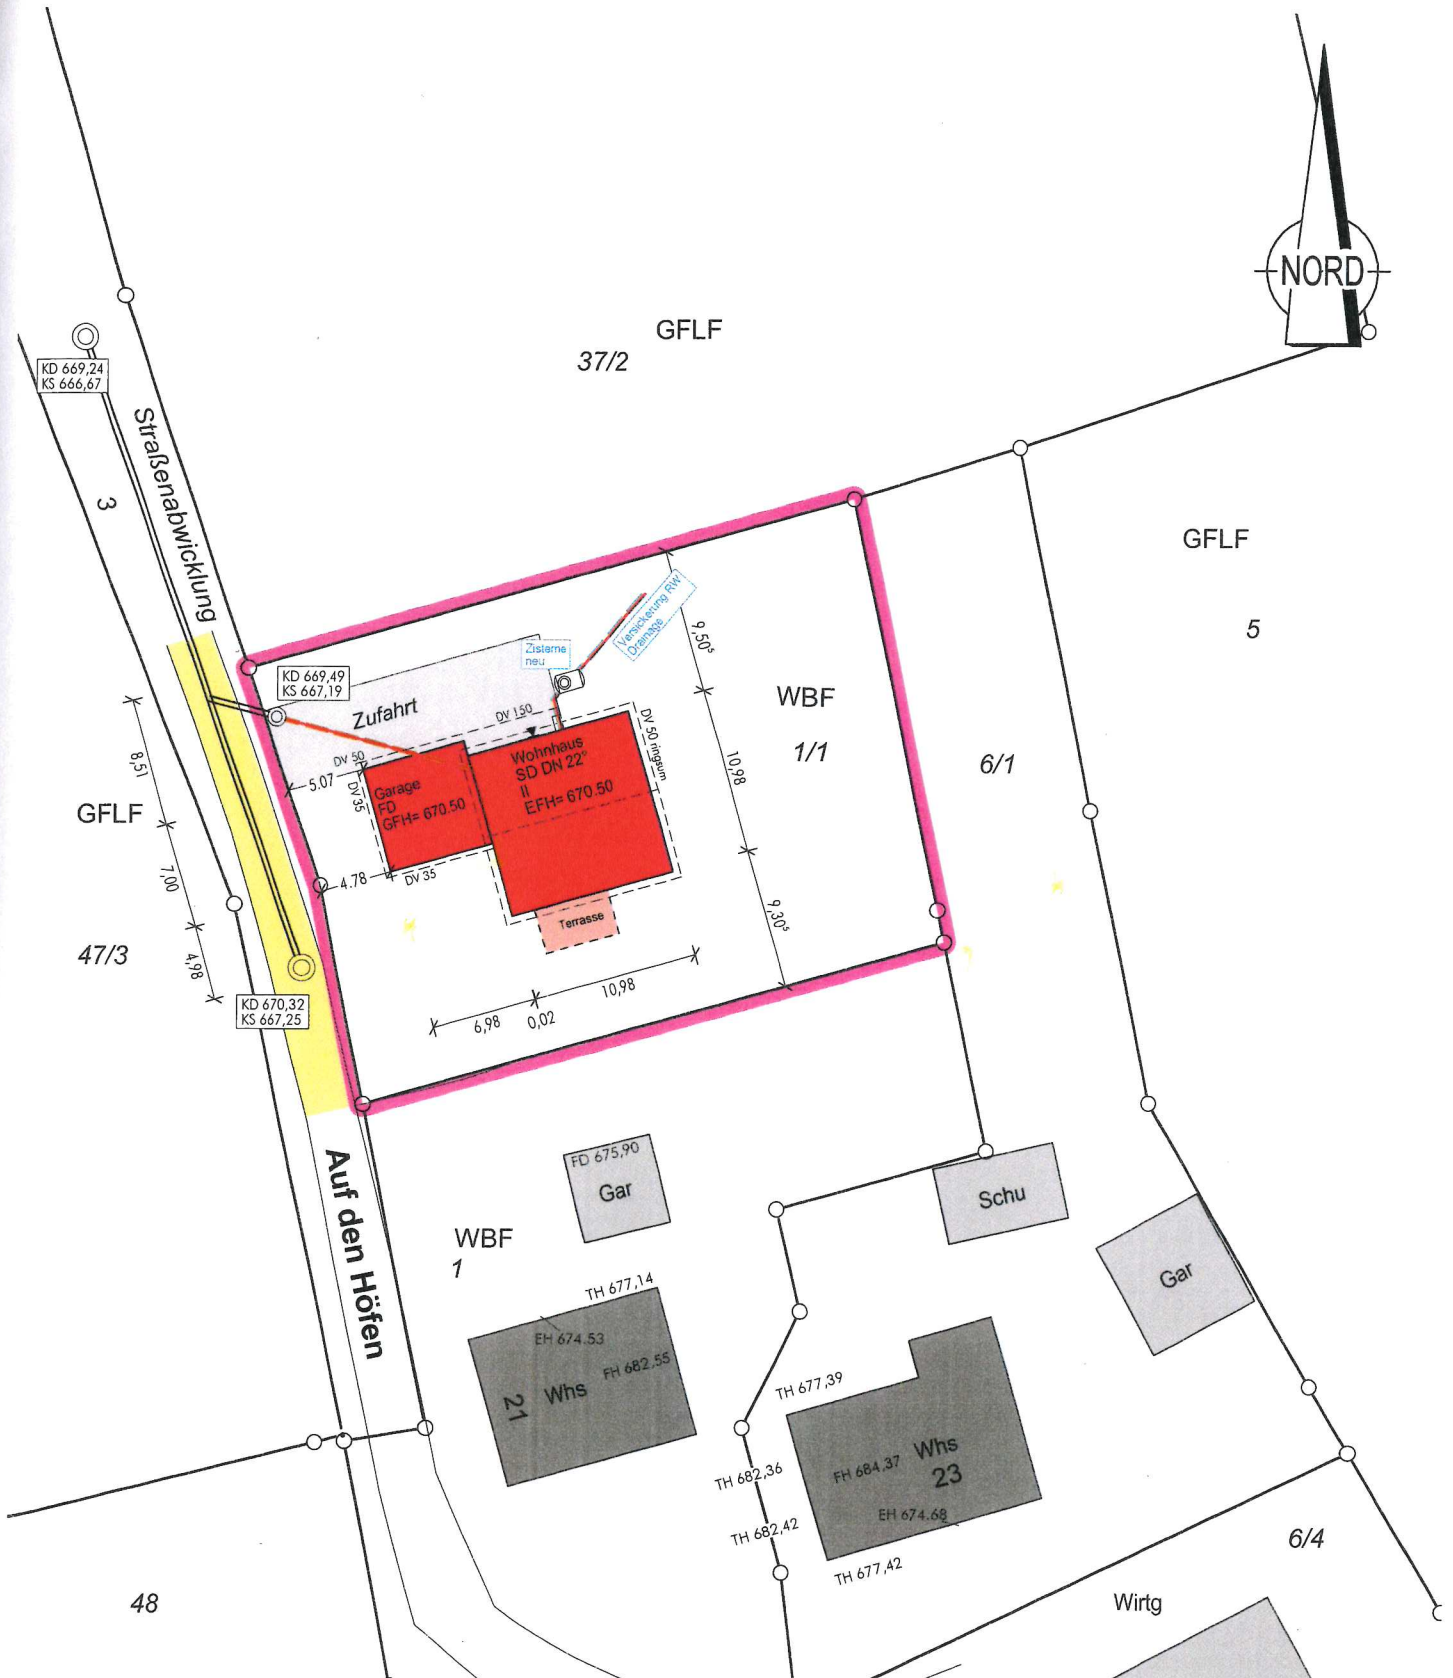 NORD
GFLF
37/2
KD 669,24
KS 666,67
Straßenabwicklung
3
GFLF
5
Versickerung RW
Drainage
Zisterne
neu
9,50⁵
KD 669,49
KS 667,19
Zufahrt
DV 150
DV 50
DV 50 ringsum
WBF
1/1
6/1
8,51
5.07
DV 35
Garage
FD
GFH= 670.50
Wohnhaus
SD DN 22°
II
EFH= 670.50
10,98
GFLF
7,00
4.78
DV 35
Terrasse
9,30⁵
47/3
4,98
KD 670,32
KS 667,25
6,98
0,02
10,98
Auf den Höfen
FD 675,90
Gar
Schu
WBF
1
Gar
TH 677,14
EH 674.53
FH 682.55
21
Whs
TH 677,39
TH 682,36
FH 684,37
Whs
23
EH 674.68
TH 682,42
TH 677,42
6/4
48
Wirtg